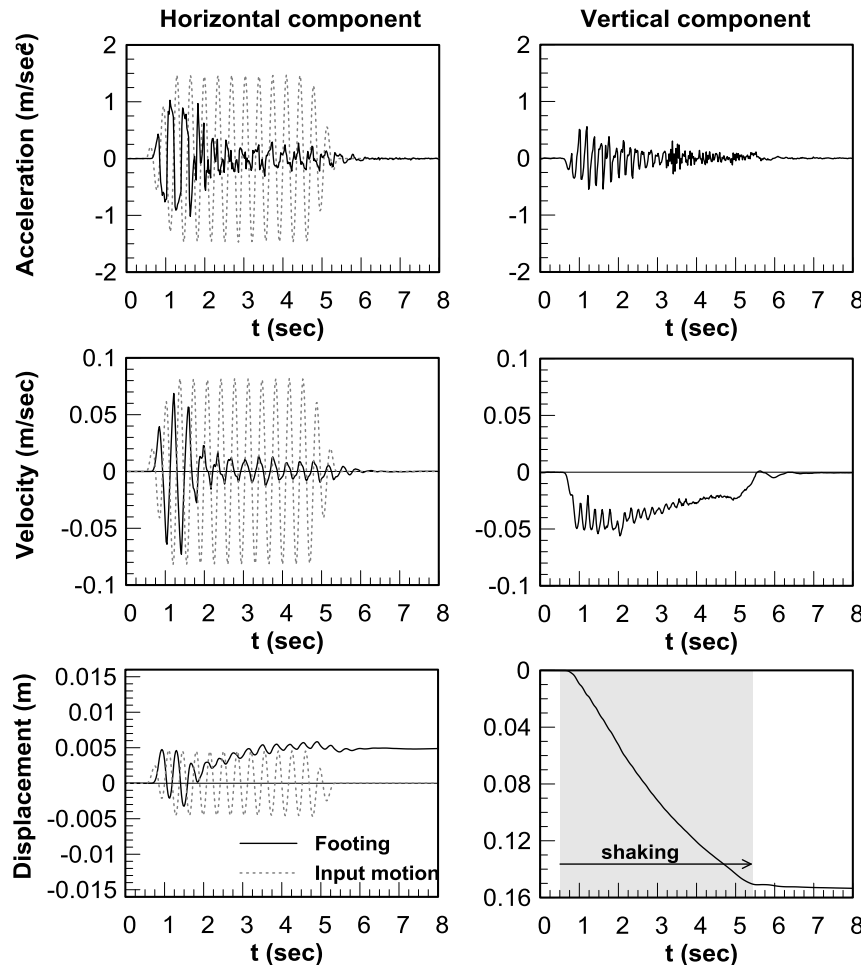 Horizontal component
Vertical component
Acceleration (m/sec²)
2
1
0
-1
-2
0 1 2 3 4 5 6 7 8
t (sec)
2
1
0
-1
-2
0 1 2 3 4 5 6 7 8
t (sec)
Velocity (m/sec)
0.1
0.05
0
-0.05
-0.1
0 1 2 3 4 5 6 7 8
t (sec)
0.1
0.05
0
-0.05
-0.1
0 1 2 3 4 5 6 7 8
t (sec)
Displacement (m)
0.015
0.01
0.005
0
-0.005
-0.01
-0.015
Footing
Input motion
0 1 2 3 4 5 6 7 8
t (sec)
0
0.04
0.08
0.12
0.16
shaking
0 1 2 3 4 5 6 7 8
t (sec)